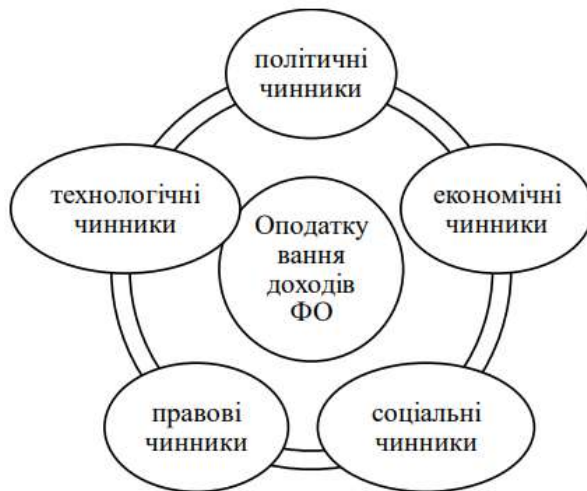 політичні
чинники
технологічні
чинники
економічні
чинники
Оподатку
вання
доходів
ФО
правові
чинники
соціальні
чинники